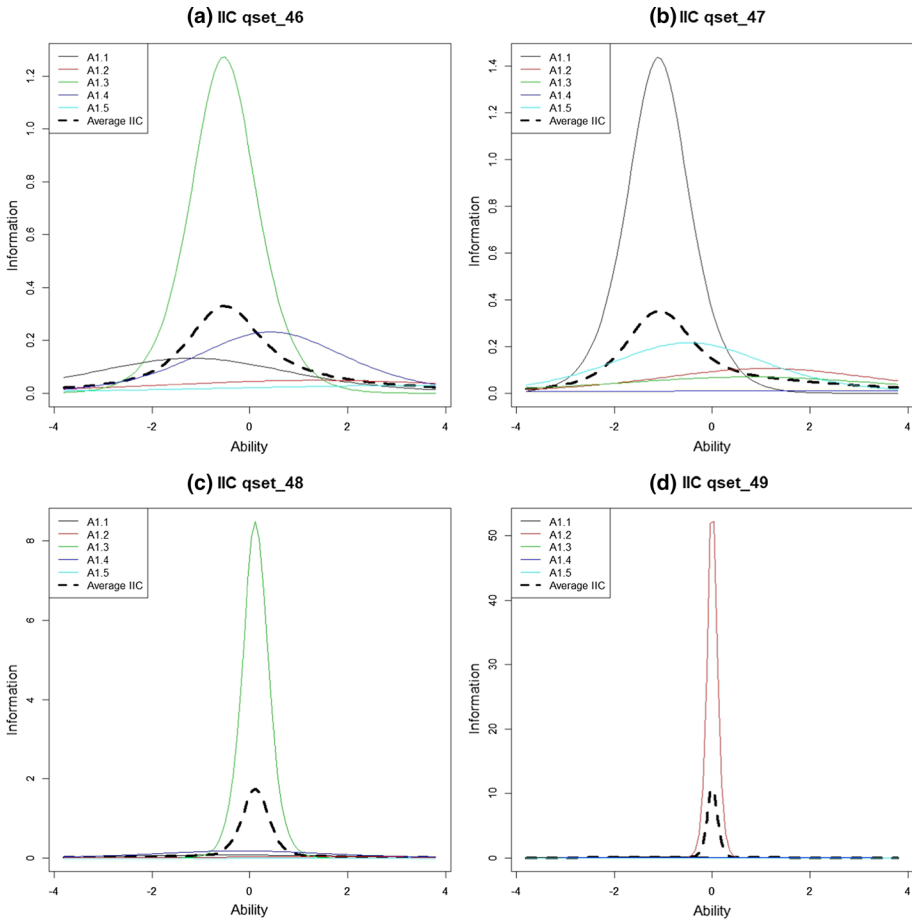 (a) IIC qset_46
A1.1
A1.2
A1.3
A1.4
A1.5
Average IIC
Information
0.0
0.2
0.4
0.6
0.8
1.0
1.2
-4
-2
0
2
4
Ability
(b) IIC qset_47
A1.1
A1.2
A1.3
A1.4
A1.5
Average IIC
Information
0.0
0.2
0.4
0.6
0.8
1.0
1.2
1.4
-4
-2
0
2
4
Ability
(c) IIC qset_48
A1.1
A1.2
A1.3
A1.4
A1.5
Average IIC
Information
0
2
4
6
8
-4
-2
0
2
4
Ability
(d) IIC qset_49
A1.1
A1.2
A1.3
A1.4
A1.5
Average IIC
Information
0
10
20
30
40
50
-4
-2
0
2
4
Ability